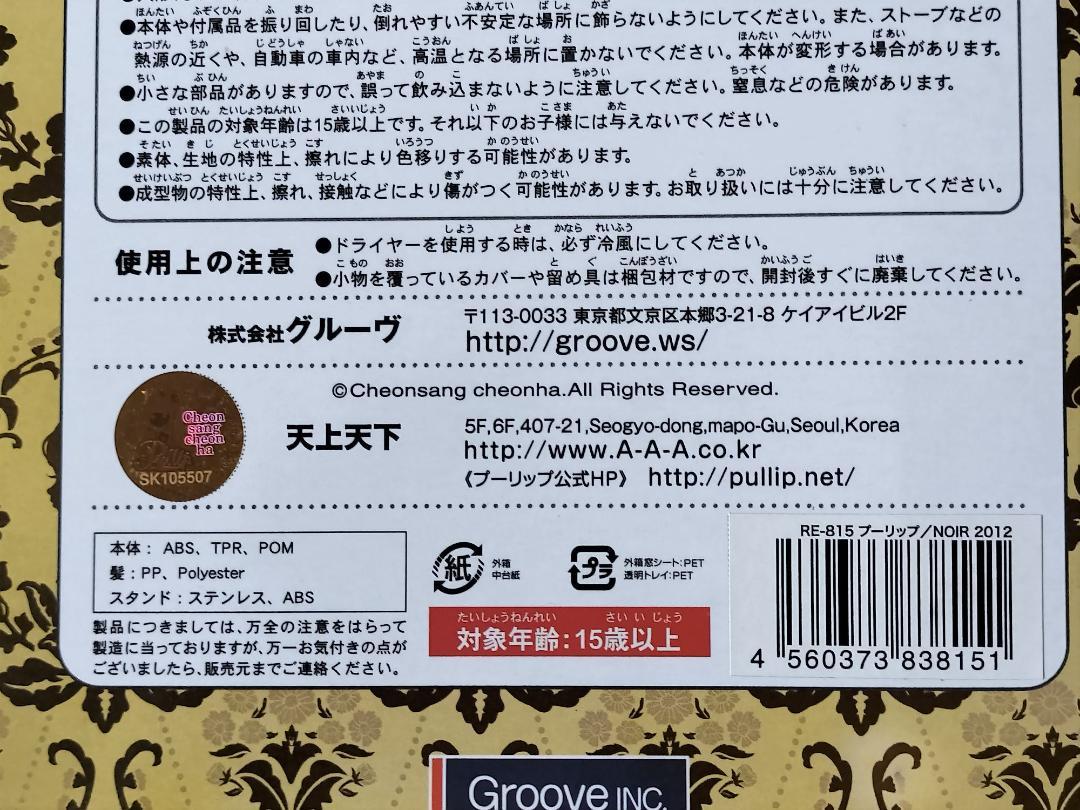 ●本体や付属品を振り回したり、倒れやすい不安定な場所に飾らないようにしてください。また、ストーブなどの
熱源の近くや、自動車の車内など、高温となる場所に置かないでください。本体が変形する場合があります。
●小さな部品がありますので、誤って飲み込まないように注意してください。窒息などの危険があります。
●この製品の対象年齢は15歳以上です。それ以下のお子様には与えないでください。
●素体、生地の特性上、擦れにより色移りする可能性があります。
●成型物の特性上、擦れ、接触などにより傷がつく可能性があります。お取り扱いには十分に注意してください。
使用上の注意
●ドライヤーを使用する時は、必ず冷風にしてください。
●小物を覆っているカバーや留め具は梱包材ですので、開封後すぐに廃棄してください。
株式会社グルーヴ
〒113-0033 東京都文京区本郷3-21-8 ケイアイビル2F
http://groove.ws/
©Cheonsang cheonha.All Rights Reserved.
Cheon
sang
cheon
ha
SK105507
天上天下
5F,6F,407-21,Seogyo-dong,mapo-Gu,Seoul,Korea
http://www.A-A-A.co.kr
《プーリップ公式HP》 http://pullip.net/
本体： ABS、TPR、POM
髪：PP、Polyester
スタンド：ステンレス、ABS
製品につきましては、万全の注意をはらって
製造に当っておりますが、万一お気付きの点が
ございましたら、販売元までご連絡ください。
紙
外箱
中台紙
プラ
外箱窓シート:PET
透明トレイ:PET
たいしょうねんれい さいいじょう
対象年齢：15歳以上
RE-815 プーリップ／NOIR 2012
4 560373 838151
Groove INC.